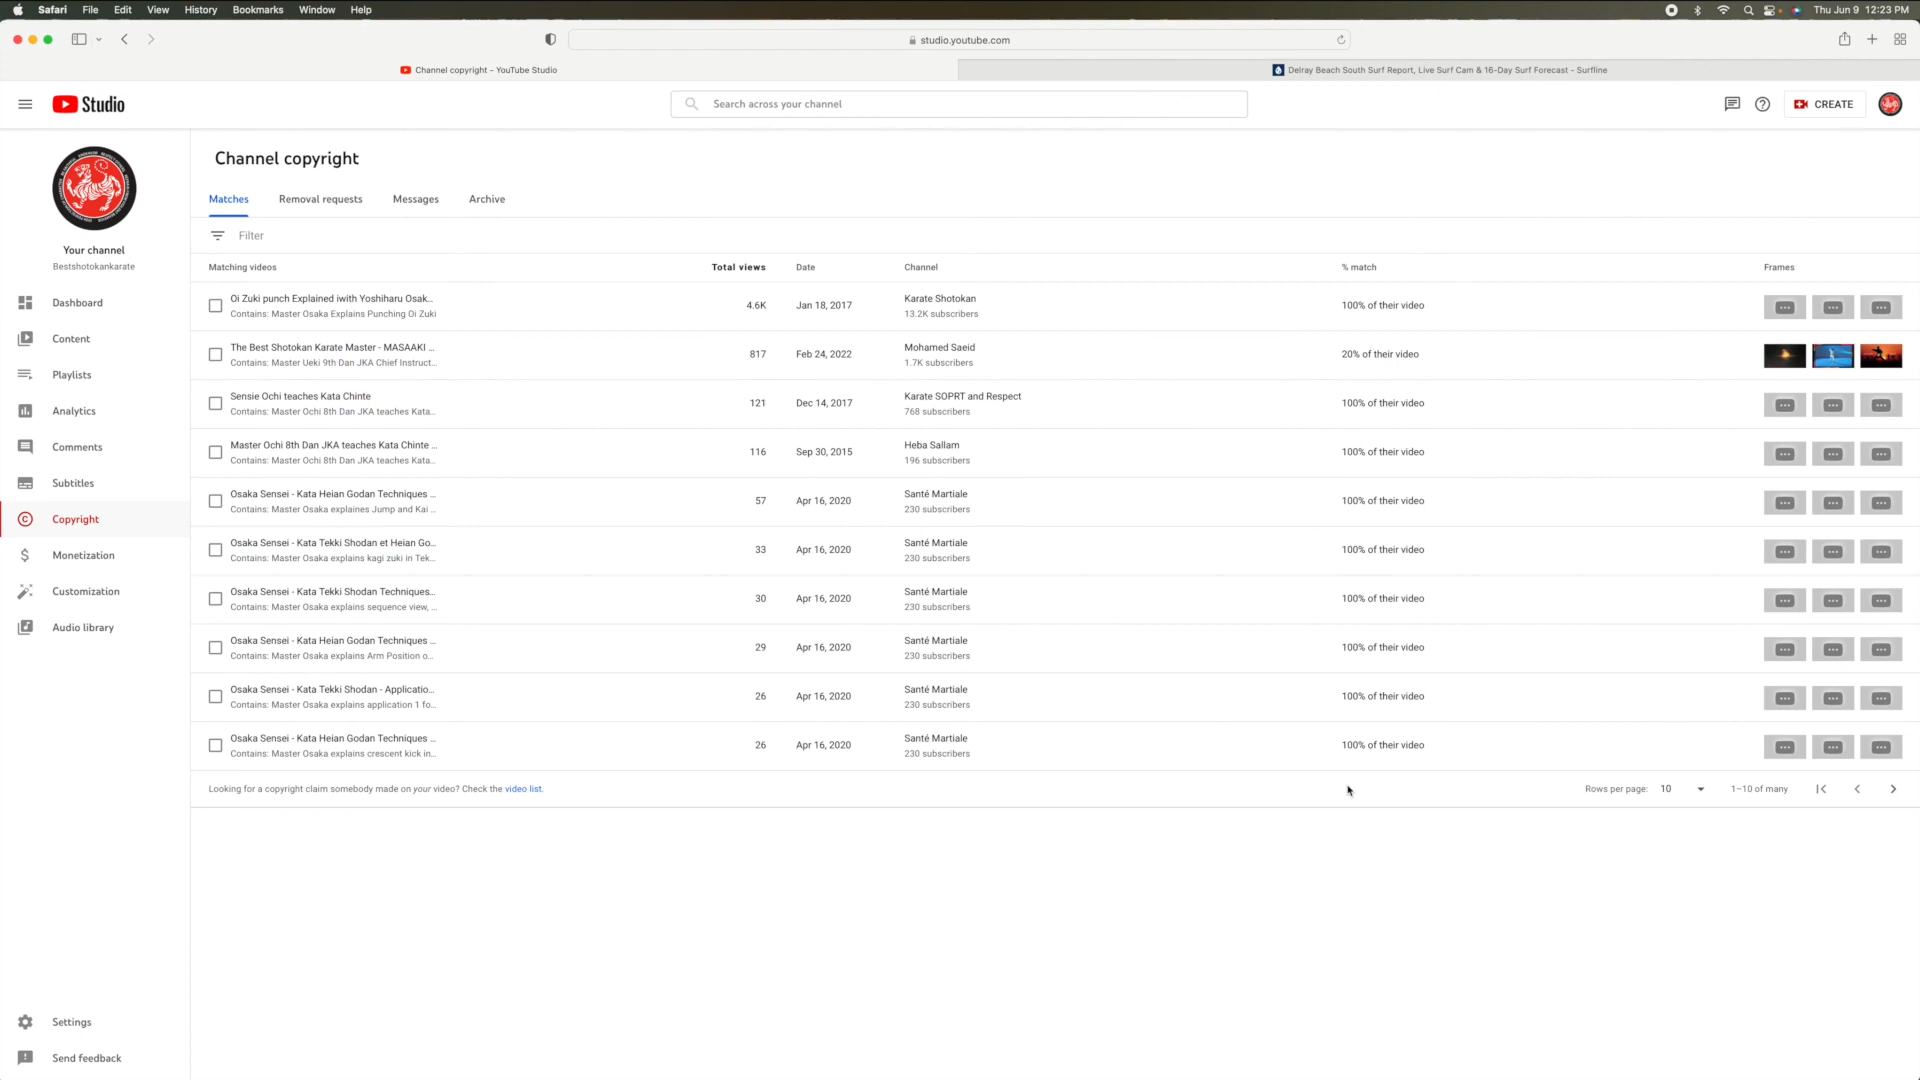 Safari File Edit View History Bookmarks Window Help Thu Jun 9 12:23 PM
studio.youtube.com
Channel copyright - YouTube Studio Delray Beach South Surf Report, Live Surf Cam & 16-Day Surf Forecast - Surfline
Studio Search across your channel CREATE
Channel copyright
Matches Removal requests Messages Archive
Filter
Your channel
Bestshotokankarate
Dashboard
Content
Playlists
Analytics
Comments
Subtitles
Copyright
Monetization
Customization
Audio library
Settings
Send feedback
Matching videos Total views Date Channel % match Frames
Oi Zuki punch Explained iwith Yoshiharu Osak... 4.6K Jan 18, 2017 Karate Shotokan 100% of their video
Contains: Master Osaka Explains Punching Oi Zuki 13.2K subscribers
The Best Shotokan Karate Master - MASAAKI ... 817 Feb 24, 2022 Mohamed Saeid 20% of their video
Contains: Master Ueki 9th Dan JKA Chief Instruct... 1.7K subscribers
Sensie Ochi teaches Kata Chinte 121 Dec 14, 2017 Karate SOPRT and Respect 100% of their video
Contains: Master Ochi 8th Dan JKA teaches Kata... 768 subscribers
Master Ochi 8th Dan JKA teaches Kata Chinte ... 116 Sep 30, 2015 Heba Sallam 100% of their video
Contains: Master Ochi 8th Dan JKA teaches Kata... 196 subscribers
Osaka Sensei - Kata Heian Godan Techniques ... 57 Apr 16, 2020 Santé Martiale 100% of their video
Contains: Master Osaka explaines Jump and Kai ... 230 subscribers
Osaka Sensei - Kata Tekki Shodan et Heian Go... 33 Apr 16, 2020 Santé Martiale 100% of their video
Contains: Master Osaka explains kagi zuki in Tek... 230 subscribers
Osaka Sensei - Kata Tekki Shodan Techniques... 30 Apr 16, 2020 Santé Martiale 100% of their video
Contains: Master Osaka explains sequence view, ... 230 subscribers
Osaka Sensei - Kata Heian Godan Techniques ... 29 Apr 16, 2020 Santé Martiale 100% of their video
Contains: Master Osaka explains Arm Position o... 230 subscribers
Osaka Sensei - Kata Tekki Shodan - Applicatio... 26 Apr 16, 2020 Santé Martiale 100% of their video
Contains: Master Osaka explains application 1 fo... 230 subscribers
Osaka Sensei - Kata Heian Godan Techniques ... 26 Apr 16, 2020 Santé Martiale 100% of their video
Contains: Master Osaka explains crescent kick in... 230 subscribers
Looking for a copyright claim somebody made on your video? Check the video list. Rows per page: 10 1–10 of many